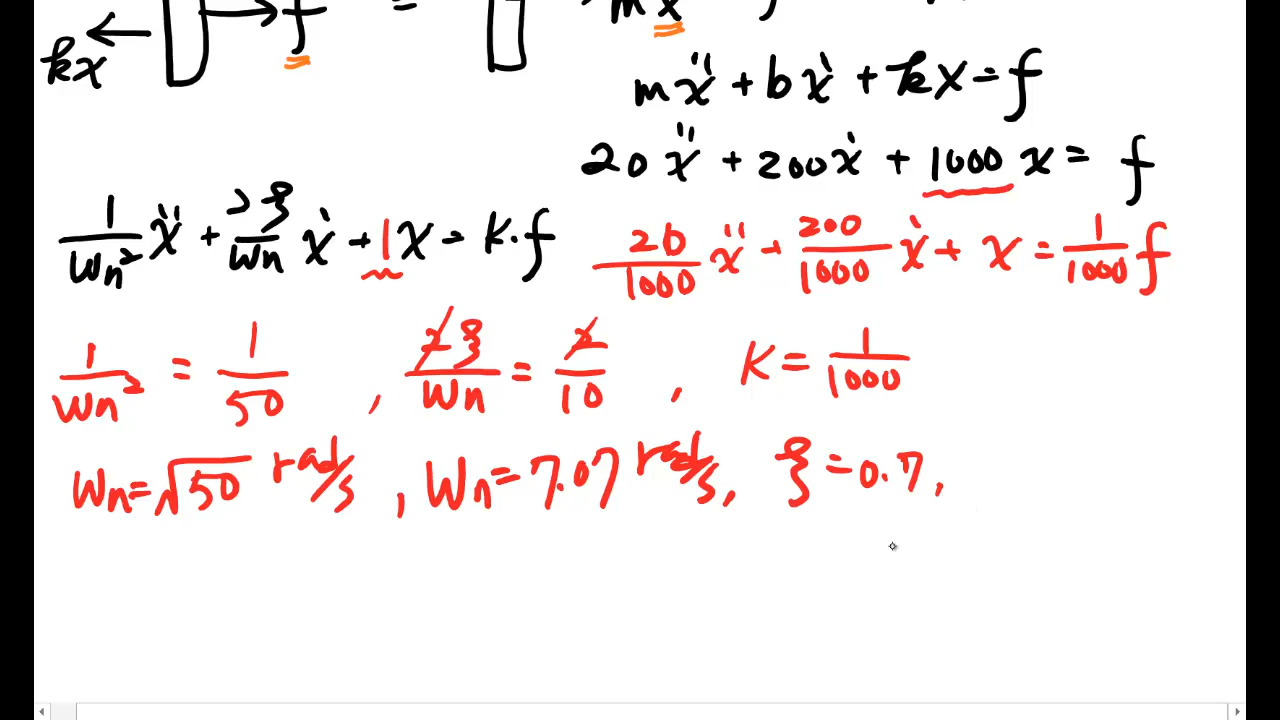 kx f = mẍ
mẍ + bẋ + kx = f
20ẍ + 200ẋ + 1000x = f
1/Wn² ẍ + 2ξ/Wn ẋ + 1x = K·f
20/1000 ẍ + 200/1000 ẋ + x = 1/1000 f
1/Wn² = 1/50 , 2ξ/Wn = 2/10 , K = 1/1000
Wn = √50 rad/s , Wn = 7.07 rad/s, ξ = 0.7,